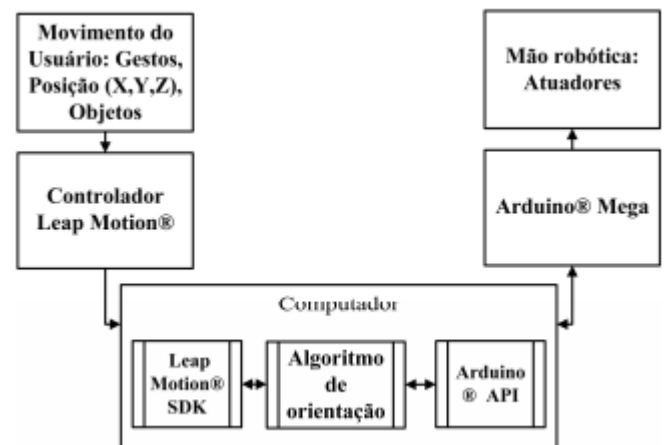 Movimento do
Usuário: Gestos,
Posição (X,Y,Z),
Objetos
Controlador
Leap Motion®
Mão robótica:
Atuadores
Arduino® Mega
Computador
Leap
Motion®
SDK
Algoritmo
de
orientação
Arduino
® API